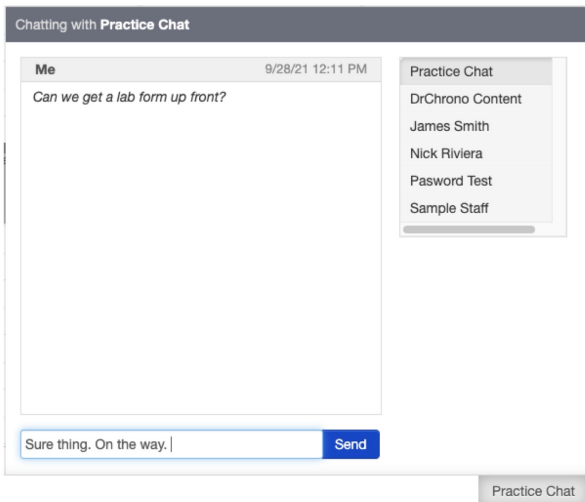 Chatting with Practice Chat
Me 9/28/21 12:11 PM
Can we get a lab form up front?
Practice Chat
DrChrono Content
James Smith
Nick Riviera
Pasword Test
Sample Staff
Sure thing. On the way.
Send
Practice Chat